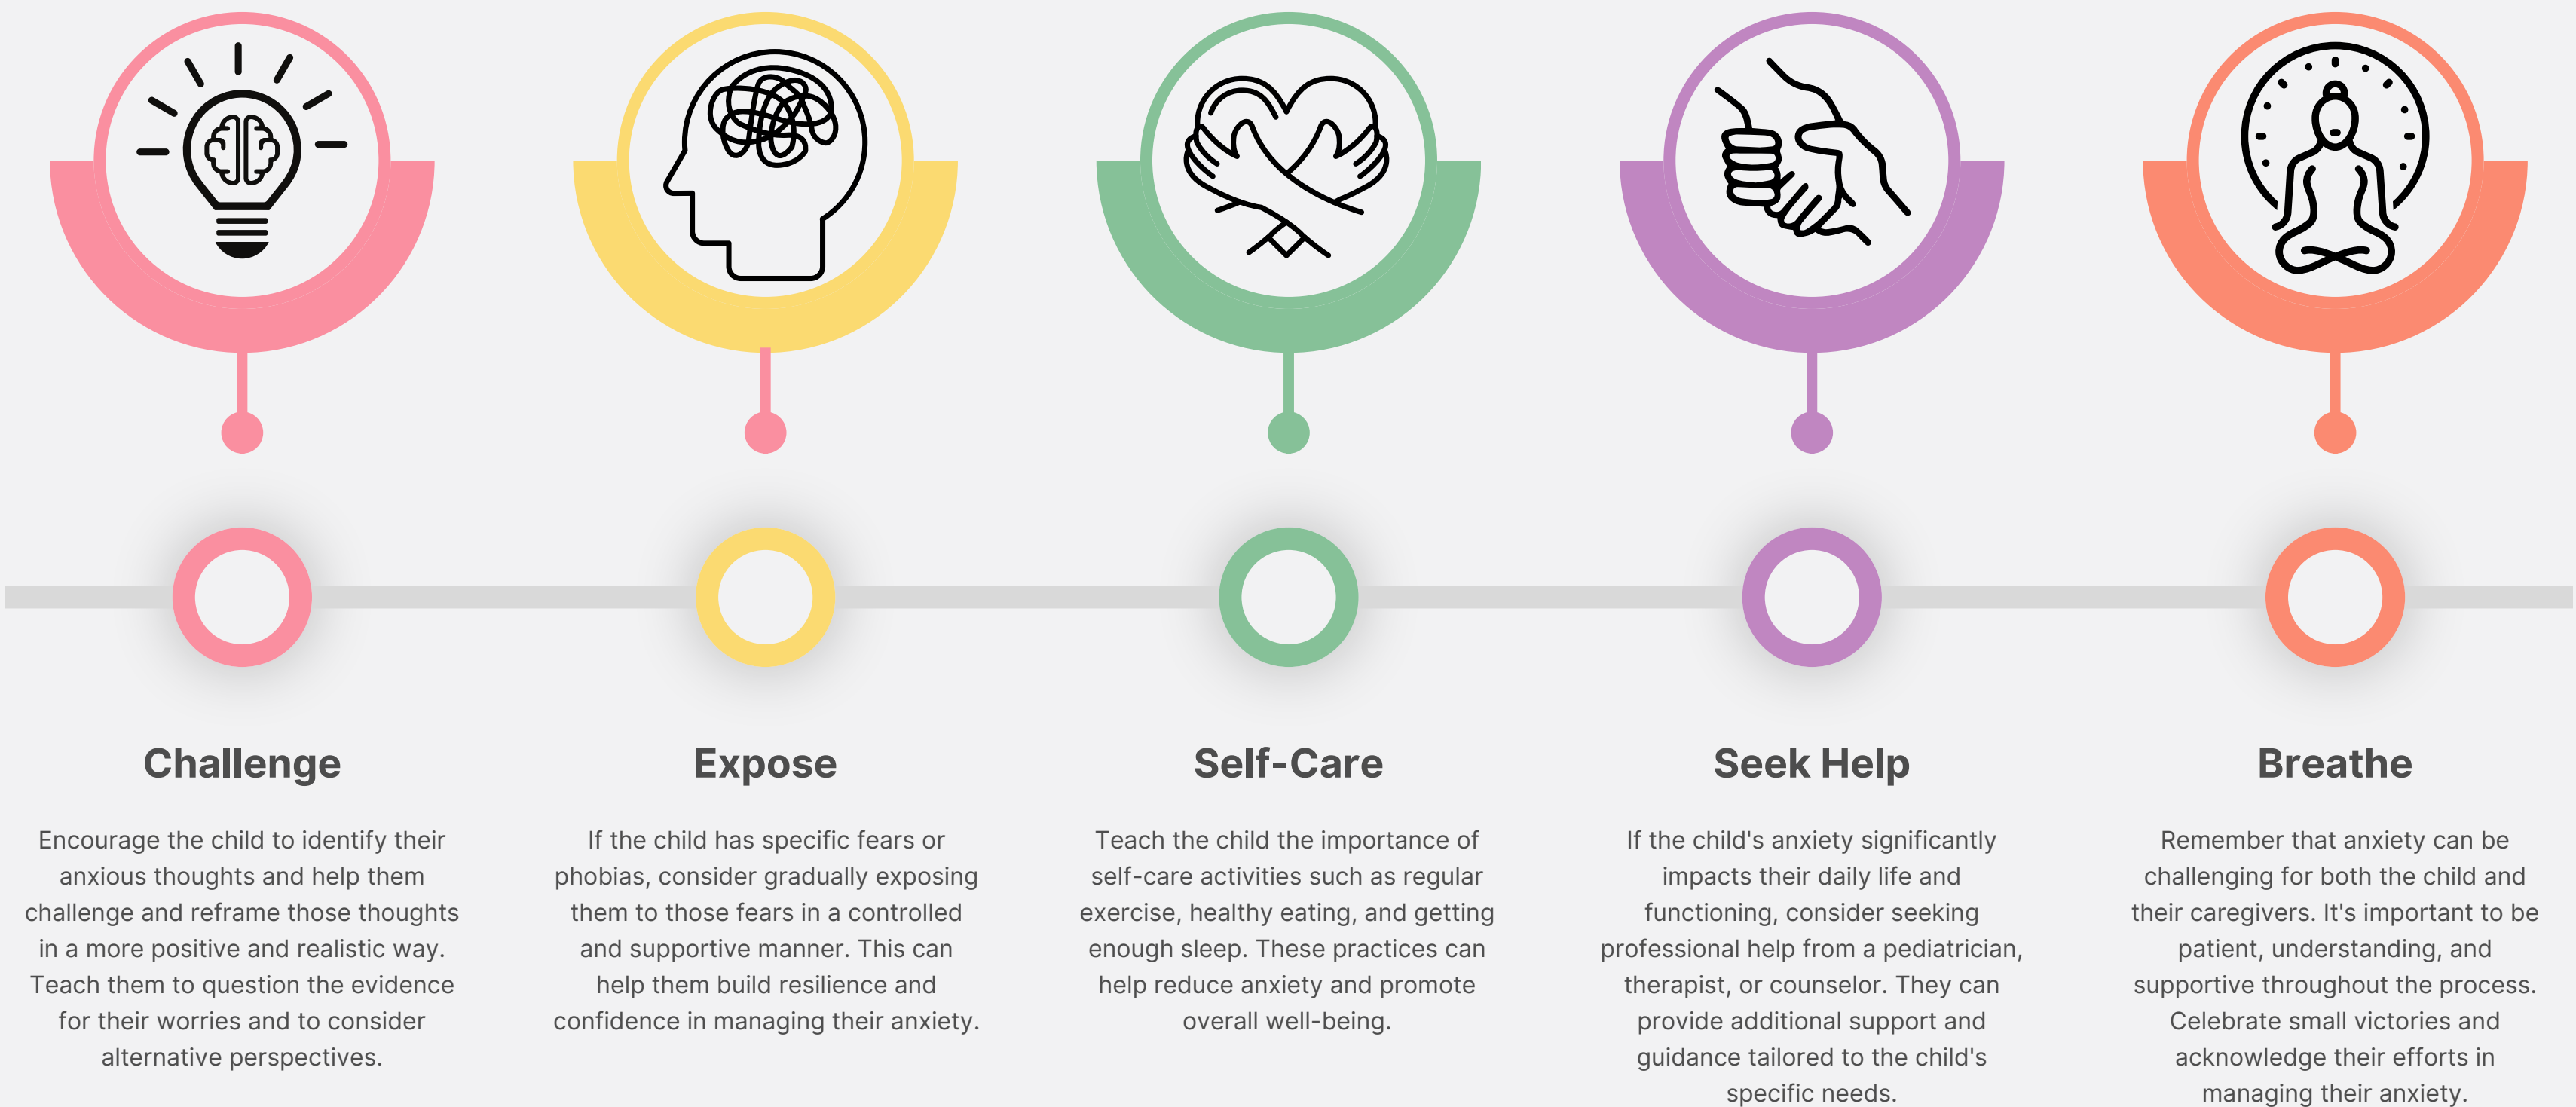 Challenge
Encourage the child to identify their
anxious thoughts and help them
challenge and reframe those thoughts
in a more positive and realistic way.
Teach them to question the evidence
for their worries and to consider
alternative perspectives.
Expose
If the child has specific fears or
phobias, consider gradually exposing
them to those fears in a controlled
and supportive manner. This can
help them build resilience and
confidence in managing their anxiety.
Self-Care
Teach the child the importance of
self-care activities such as regular
exercise, healthy eating, and getting
enough sleep. These practices can
help reduce anxiety and promote
overall well-being.
Seek Help
If the child's anxiety significantly
impacts their daily life and
functioning, consider seeking
professional help from a pediatrician,
therapist, or counselor. They can
provide additional support and
guidance tailored to the child's
specific needs.
Breathe
Remember that anxiety can be
challenging for both the child and
their caregivers. It's important to be
patient, understanding, and
supportive throughout the process.
Celebrate small victories and
acknowledge their efforts in
managing their anxiety.